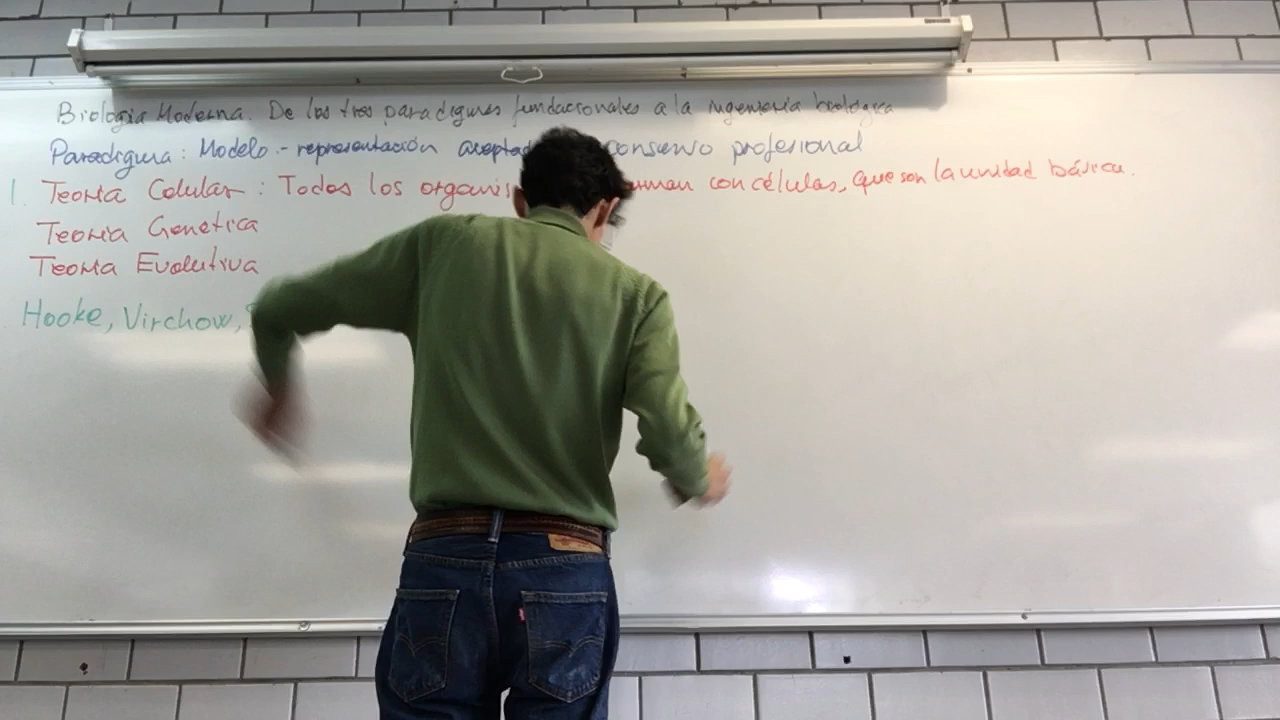 Biología Moderna. De los tres paradigmas fundacionales a la ingeniería biológica
Paradigma: Modelo - representación consenso profesional
1. Teoría Celular: Todos los con células, que son la unidad básica.
Teoría Genética
Teoría Evolutiva
Hooke, Virchow,